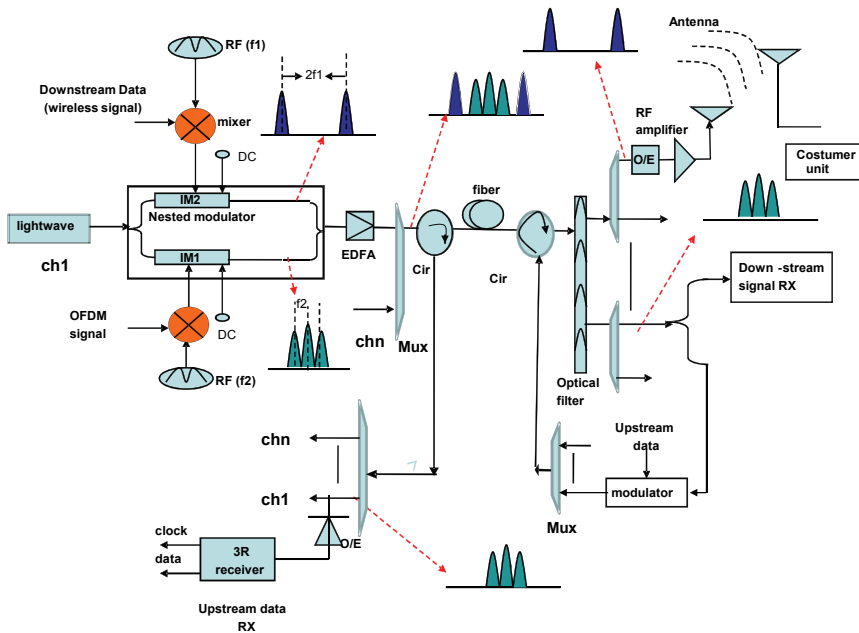 RF (f1)
Downstream Data
(wireless signal)
mixer
2f1
DC
IM2
Nested modulator
lightwave
ch1
IM1
EDFA
OFDM
signal
DC
f2
RF (f2)
chn
Mux
Cir
fiber
Cir
Optical
filter
Antenna
RF
amplifier
O/E
Costumer
unit
Down -stream
signal RX
Upstream
data
modulator
Mux
chn
ch1
O/E
clock
data
3R
receiver
Upstream data
RX